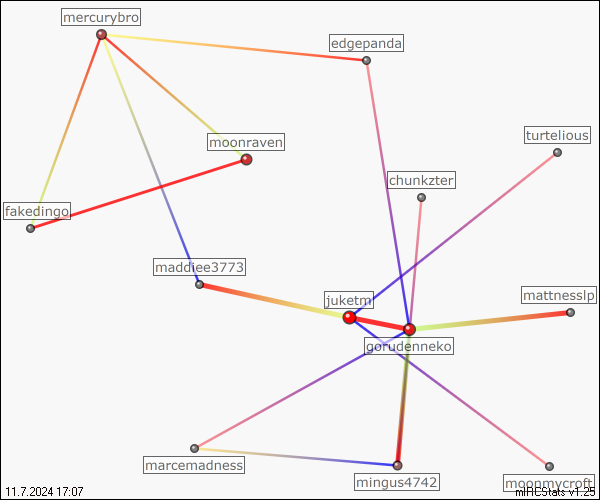 mercurybro
edgepanda
turtelious
moonraven
chunkzter
fakedingo
maddiee3773
juketm
mattnesslp
gorudenneko
marcemadness
mingus4742
moonmycroft
11.7.2024 17:07
mIRCStats v1.25